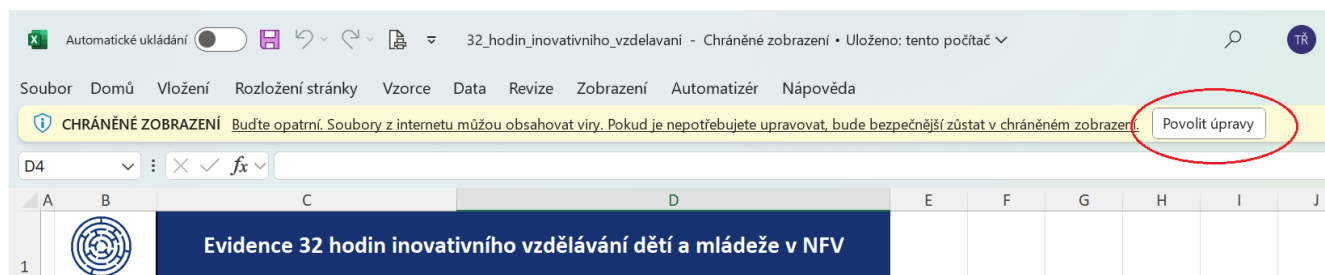 Automatické ukládání 32_hodin_inovativniho_vzdelavani - Chráněné zobrazení • Uloženo: tento počítač TŘ
Soubor Domů Vložení Rozložení stránky Vzorce Data Revize Zobrazení Automatizér Nápověda
CHRÁNĚNÉ ZOBRAZENÍ Buďte opatrní. Soubory z internetu můžou obsahovat viry. Pokud je nepotřebujete upravovat, bude bezpečnější zůstat v chráněném zobrazení. Povolit úpravy
D4 fx
A B C D E F G H I J
Evidence 32 hodin inovativního vzdělávání dětí a mládeže v NFV
1